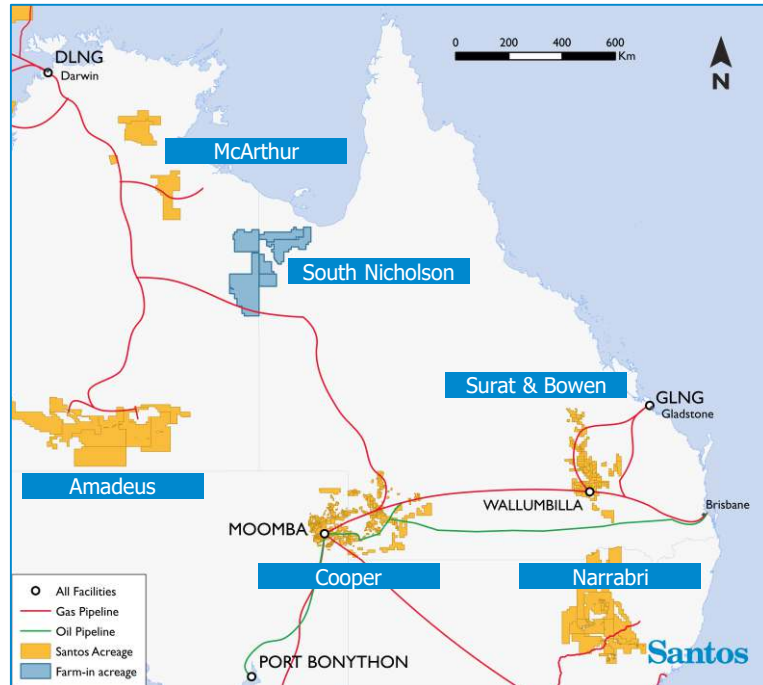 DLNG
Darwin
0 200 400 600
Km
N
McArthur
South Nicholson
Surat & Bowen
GLNG
Gladstone
Amadeus
WALLUMBILLA
Brisbane
MOOMBA
Cooper
Narrabri
All Facilities
Gas Pipeline
Oil Pipeline
Santos Acreage
Farm-in acreage
PORT BONYTHON
Santos